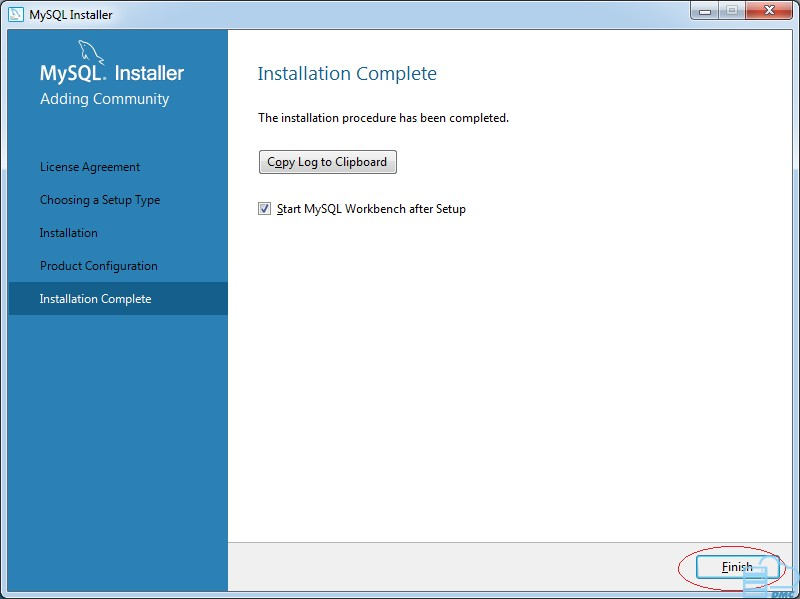 MySQL Installer
MySQL. Installer
Adding Community
License Agreement
Choosing a Setup Type
Installation
Product Configuration
Installation Complete
Installation Complete
The installation procedure has been completed.
Copy Log to Clipboard
Start MySQL Workbench after Setup
Finish
DMC